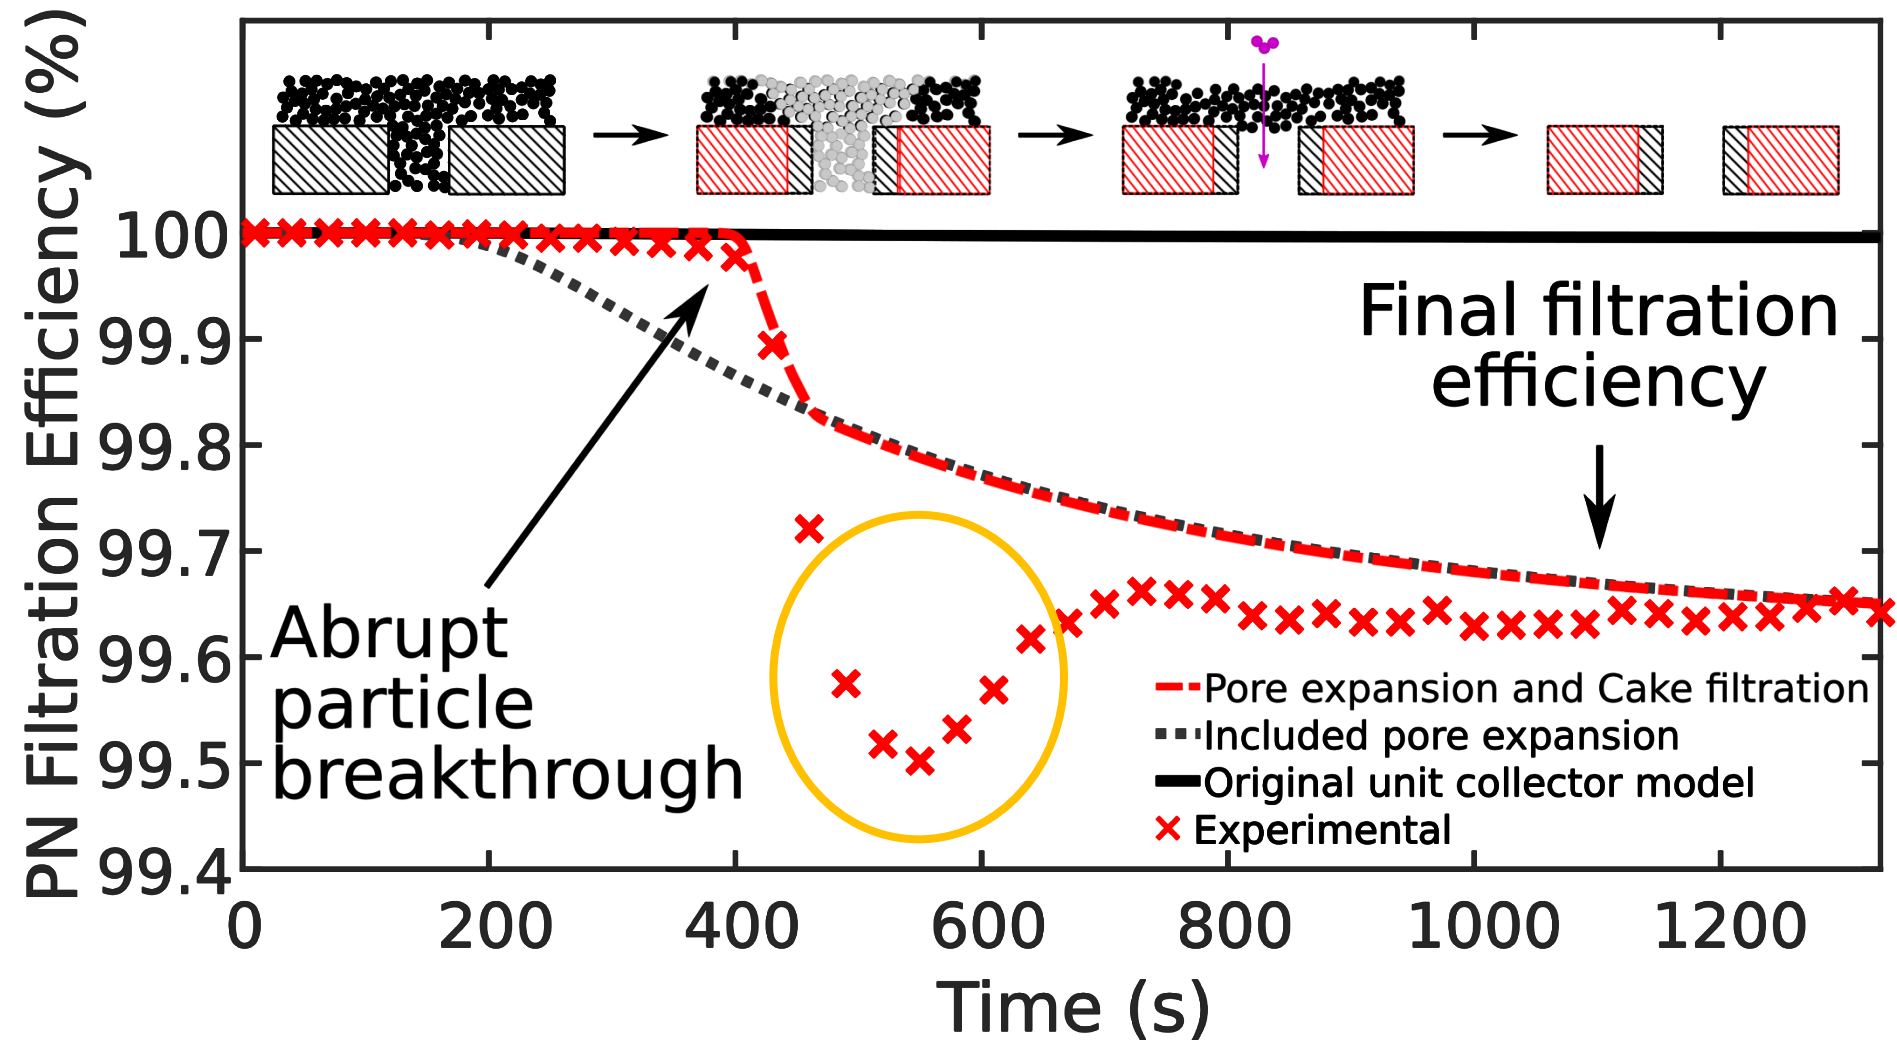 PN Filtration Efficiency (%)
100
99.9
99.8
99.7
99.6
99.5
99.4
Final filtration
efficiency
Abrupt
particle
breakthrough
Pore expansion and Cake filtration
Included pore expansion
Original unit collector model
Experimental
0 200 400 600 800 1000 1200
Time (s)